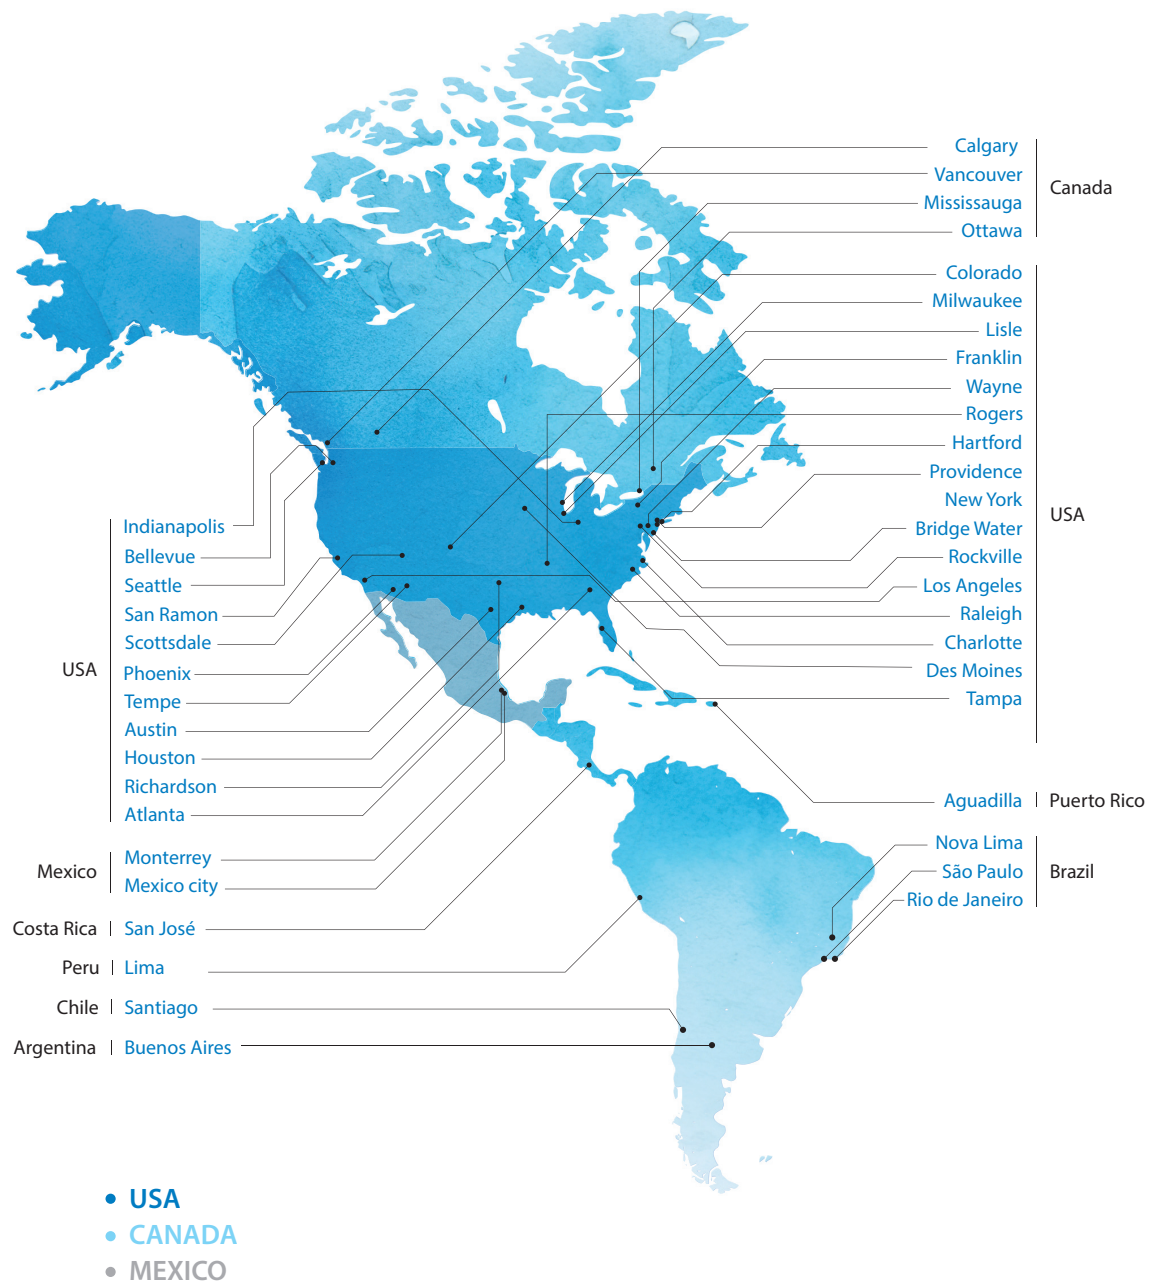 Calgary
Vancouver
Mississauga
Ottawa
Canada
Colorado
Milwaukee
Lisle
Franklin
Wayne
Rogers
Hartford
Providence
New York
Bridge Water
Rockville
Los Angeles
Raleigh
Charlotte
Des Moines
Tampa
USA
Aguadilla
Puerto Rico
Nova Lima
São Paulo
Rio de Janeiro
Brazil
USA
Indianapolis
Bellevue
Seattle
San Ramon
Scottsdale
Phoenix
Tempe
Austin
Houston
Richardson
Atlanta
Mexico
Monterrey
Mexico city
Costa Rica
San José
Peru
Lima
Chile
Santiago
Argentina
Buenos Aires
USA
CANADA
MEXICO